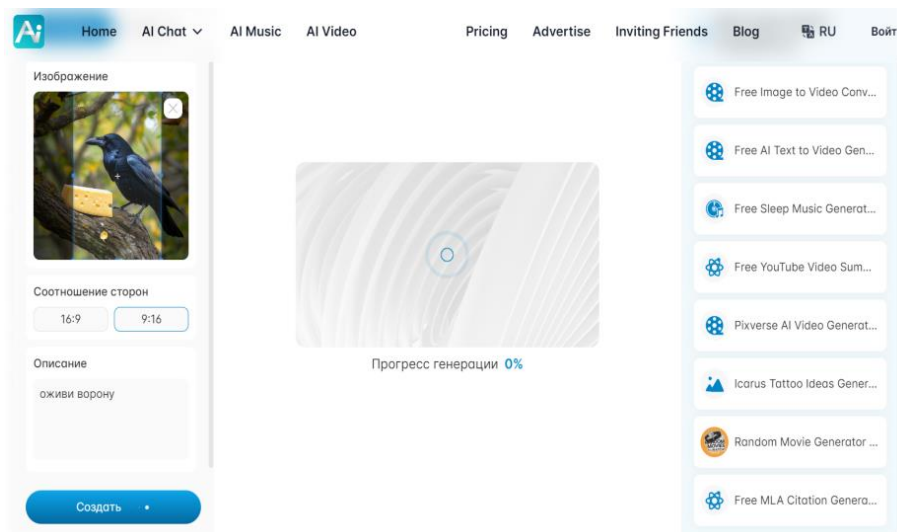 Ai
Home
AI Chat
AI Music
AI Video
Pricing
Advertise
Inviting Friends
Blog
RU
Войт
Изображение
Соотношение сторон
16:9
9:16
Описание
оживи ворону
Создать
Прогресс генерации 0%
Free Image to Video Conv...
Free AI Text to Video Gen...
Free Sleep Music Generat...
Free YouTube Video Sum...
Pixverse AI Video Generat...
Icarus Tattoo Ideas Gener...
Random Movie Generator ...
Free MLA Citation Genera...